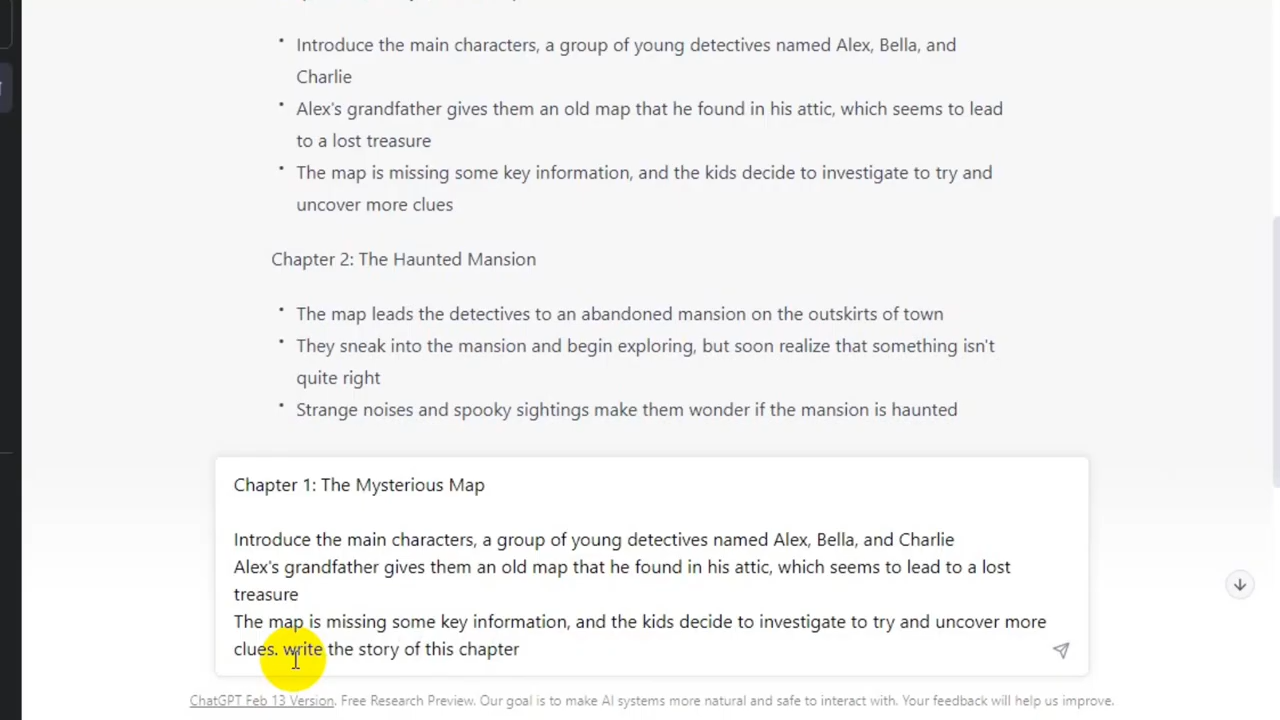 Introduce the main characters, a group of young detectives named Alex, Bella, and
Charlie
Alex's grandfather gives them an old map that he found in his attic, which seems to lead
to a lost treasure
The map is missing some key information, and the kids decide to investigate to try and
uncover more clues
Chapter 2: The Haunted Mansion
The map leads the detectives to an abandoned mansion on the outskirts of town
They sneak into the mansion and begin exploring, but soon realize that something isn't
quite right
Strange noises and spooky sightings make them wonder if the mansion is haunted
Chapter 1: The Mysterious Map
Introduce the main characters, a group of young detectives named Alex, Bella, and Charlie
Alex's grandfather gives them an old map that he found in his attic, which seems to lead to a lost
treasure
The map is missing some key information, and the kids decide to investigate to try and uncover more
clues. write the story of this chapter
ChatGPT Feb 13 Version. Free Research Preview. Our goal is to make AI systems more natural and safe to interact with. Your feedback will help us improve.